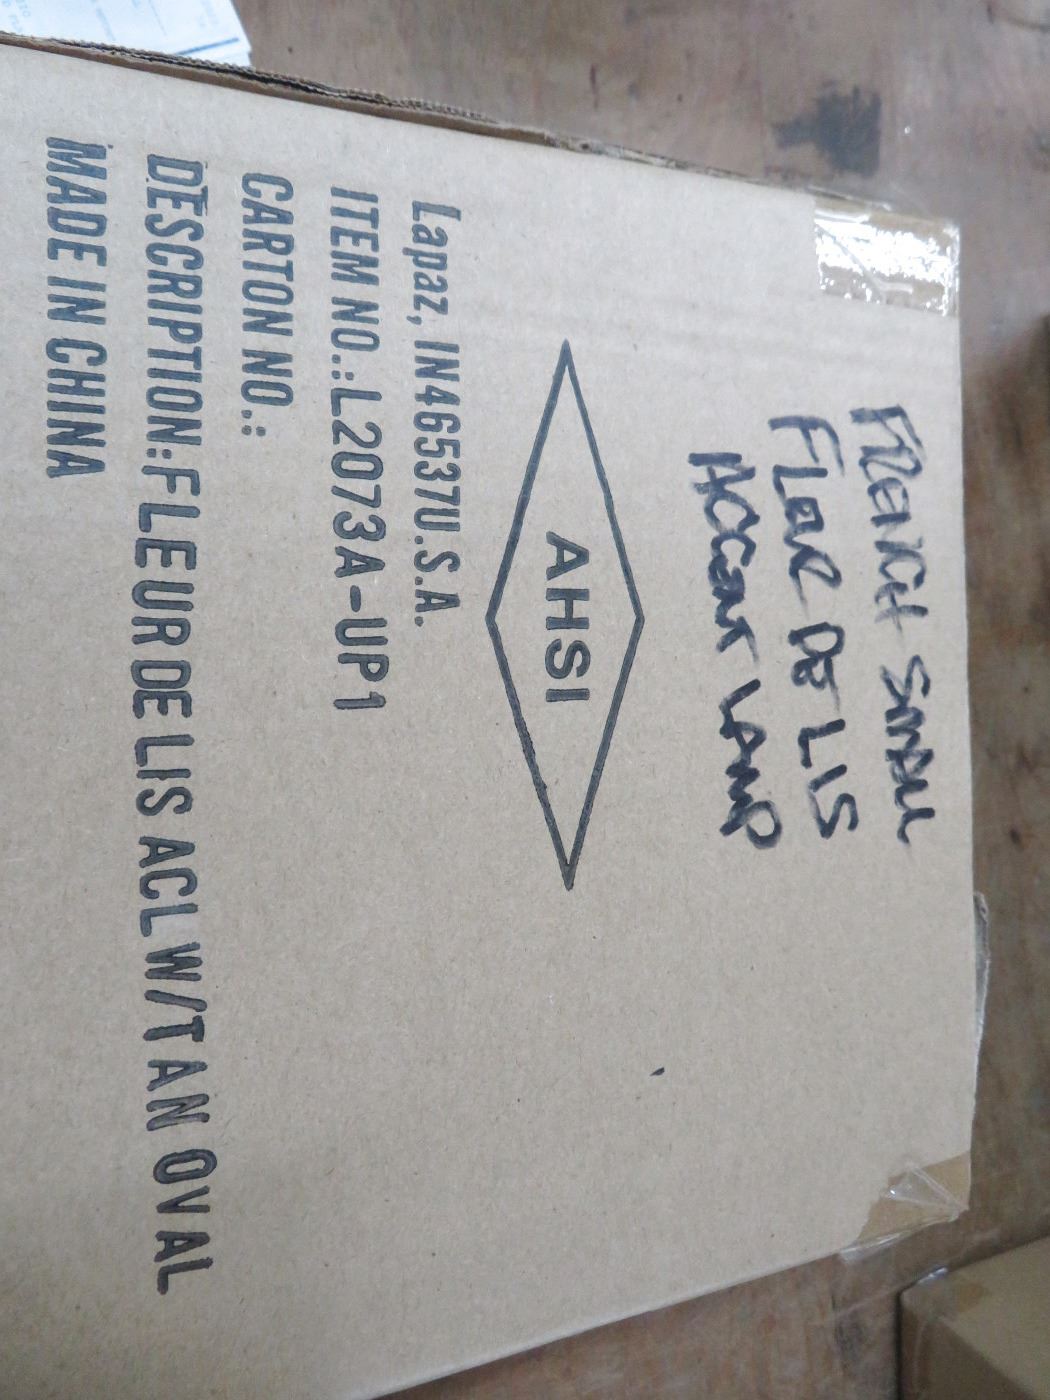 FRENCH SMALL
FLEUR DE LIS
ACCENT LAMP
AHSI
Lapaz, IN46537U.S.A.
ITEM NO.:L2073A-UP1
CARTON NO.:
DESCRIPTION:FLEUR DE LIS ACL W/TAN OVAL
MADE IN CHINA